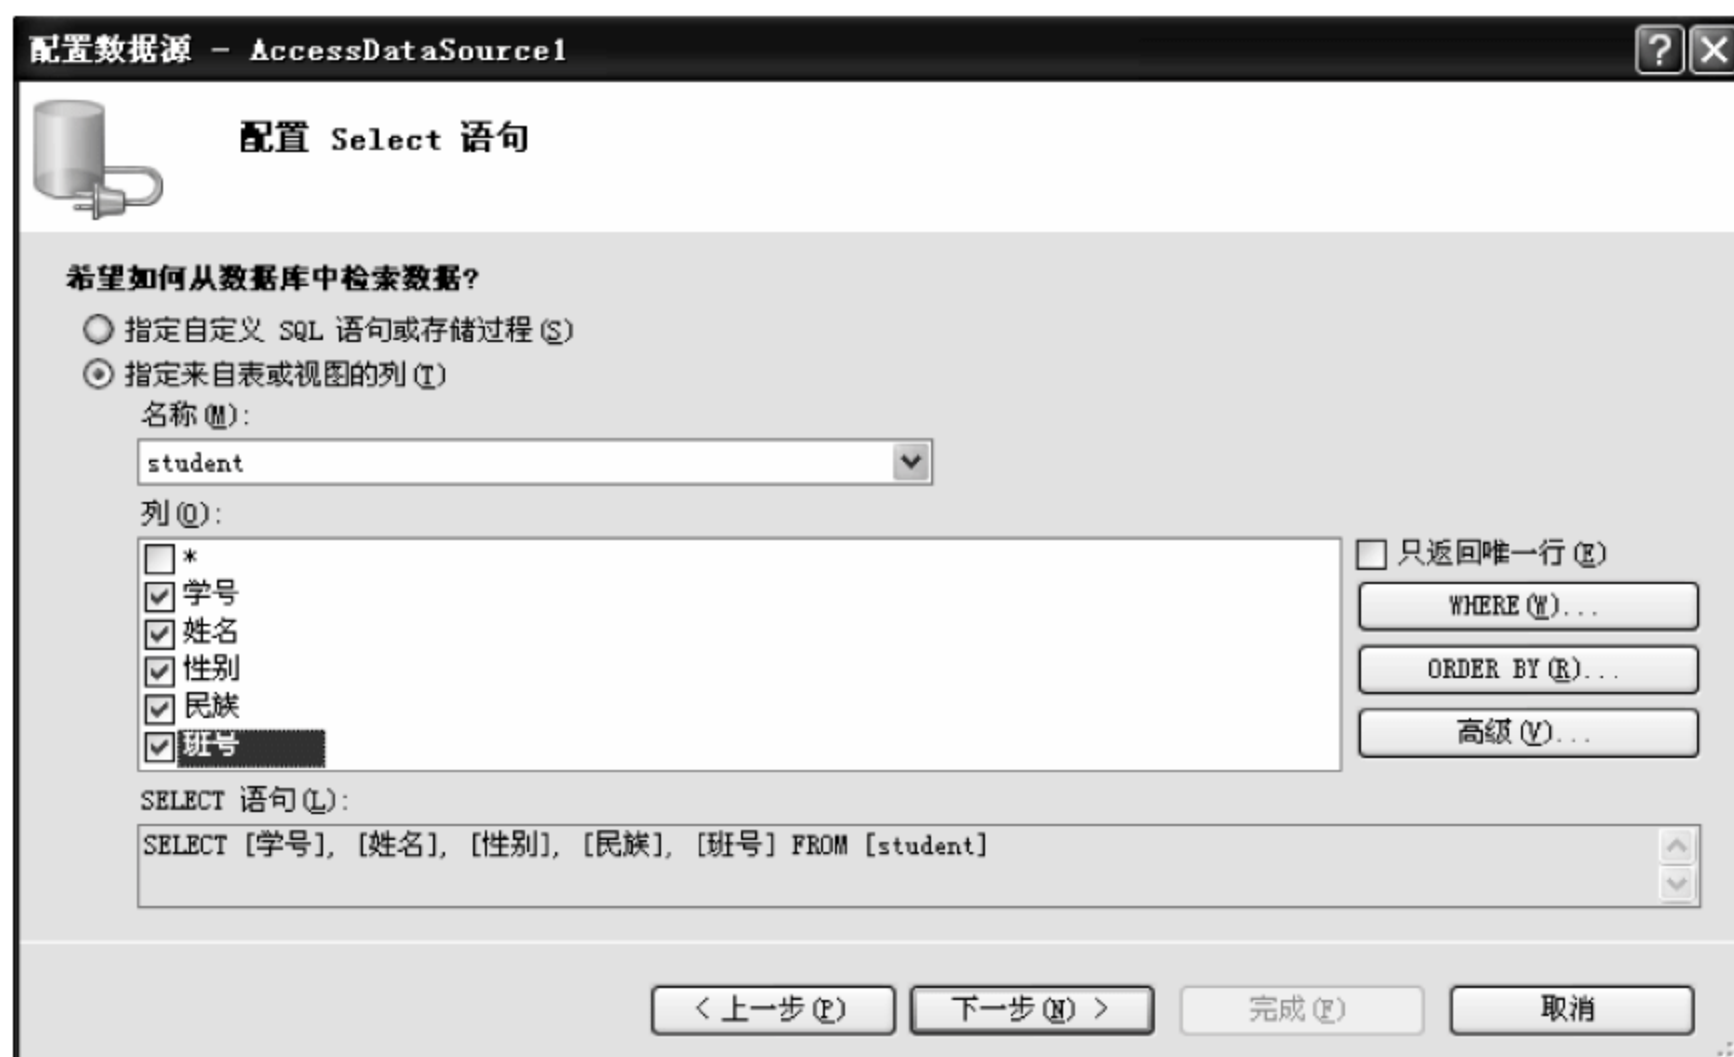 配置数据源 - AccessDataSource1
配置 Select 语句
希望如何从数据库中检索数据?
指定自定义 SQL 语句或存储过程(S)
指定来自表或视图的列(T)
名称(M):
student
列(O):
*
只返回唯一行(E)
学号
WHERE(W)...
姓名
性别
ORDER BY(R)...
民族
班号
高级(V)...
SELECT 语句(L):
SELECT [学号], [姓名], [性别], [民族], [班号] FROM [student]
< 上一步(P)
下一步(N) >
完成(F)
取消